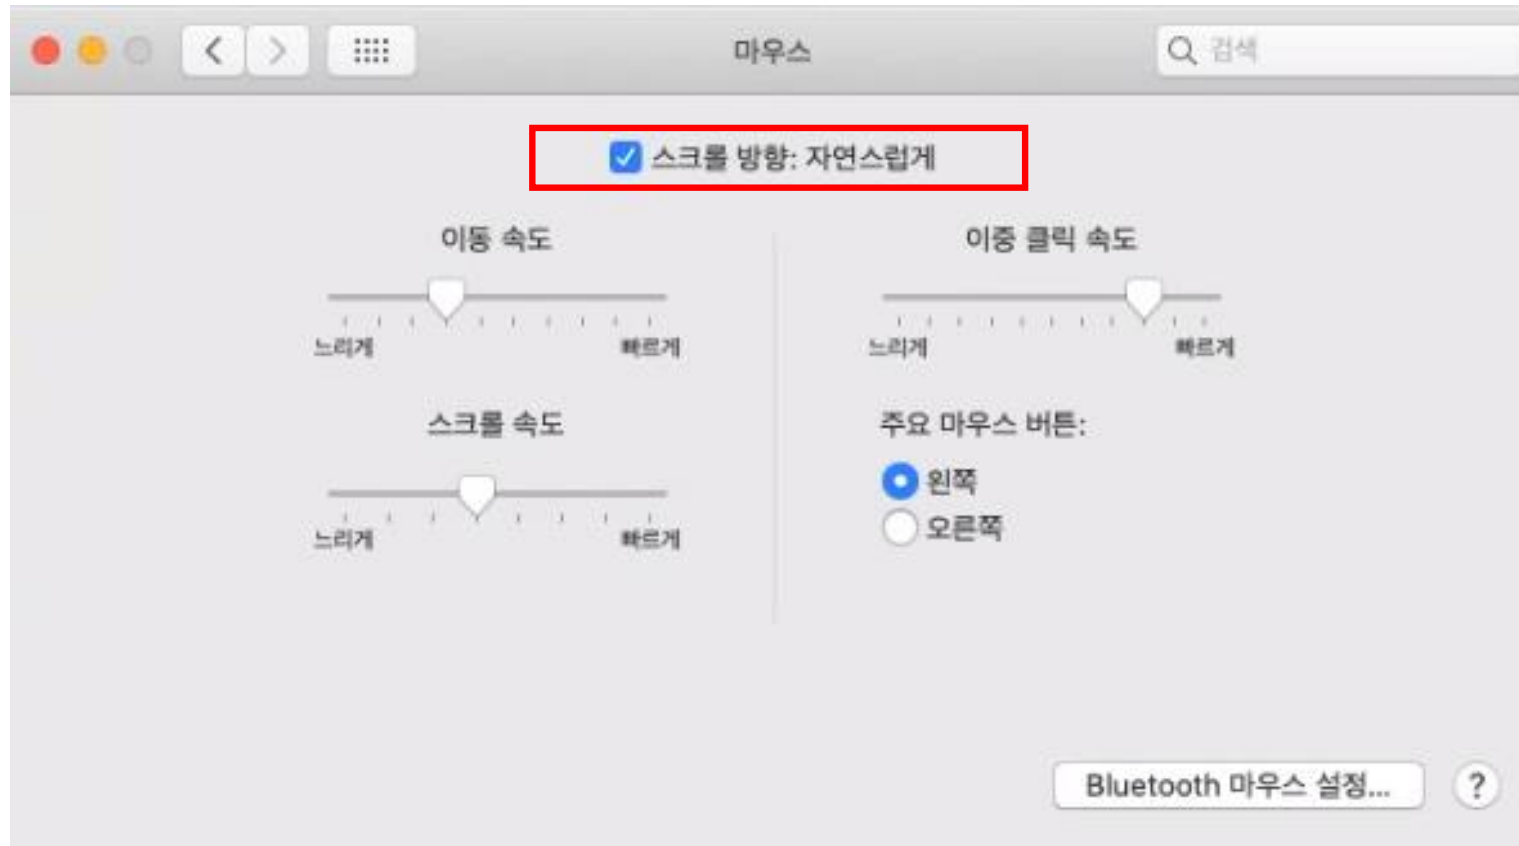 마우스
검색
스크롤 방향: 자연스럽게
이동 속도
느리게
빠르게
이중 클릭 속도
느리게
빠르게
스크롤 속도
느리게
빠르게
주요 마우스 버튼:
왼쪽
오른쪽
Bluetooth 마우스 설정...
?